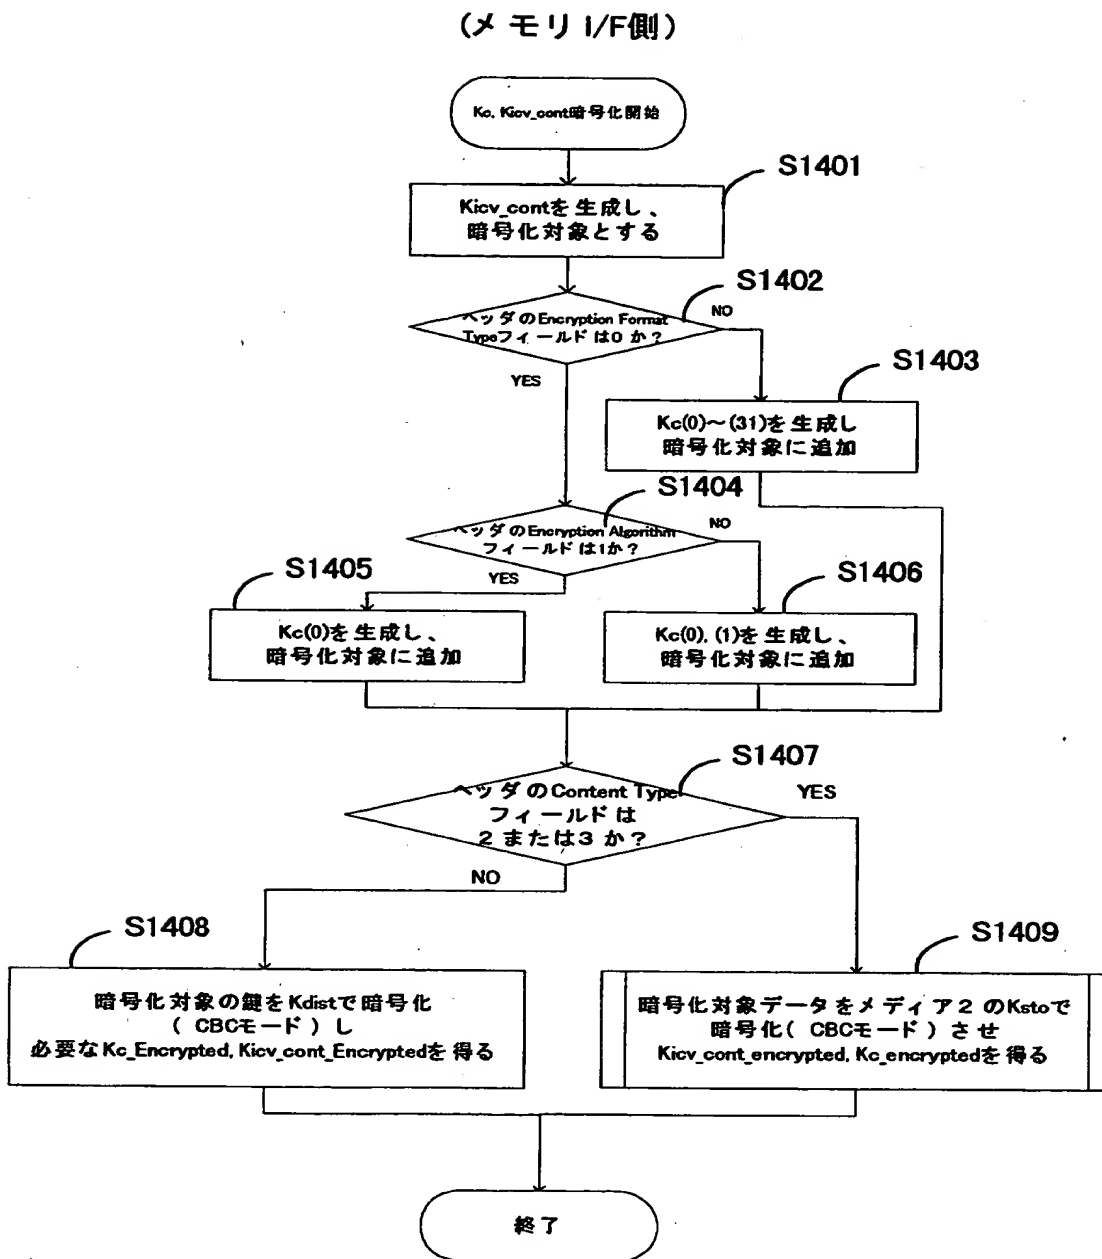 (メモリ I/F側)
Kc, Kicv_cont暗号化開始
S1401
Kicv_contを生成し、
暗号化対象とする
S1402
ヘッダのEncryption Format
Typeフィールドは0か?
NO
YES
S1403
Kc(0)~(31)を生成し
暗号化対象に追加
S1404
ヘッダのEncryption Algorithm
フィールドは1か?
NO
YES
S1405
Kc(0)を生成し、
暗号化対象に追加
S1406
Kc(0), (1)を生成し、
暗号化対象に追加
S1407
ヘッダのContent Type
フィールドは
2または3か?
YES
NO
S1408
暗号化対象の鍵をKdistで暗号化
(CBCモード)し
必要なKc_Encrypted, Kicv_cont_Encryptedを得る
S1409
暗号化対象データをメディア2のKstoで
暗号化(CBCモード)させ
Kicv_cont_encrypted, Kc_encryptedを得る
終了